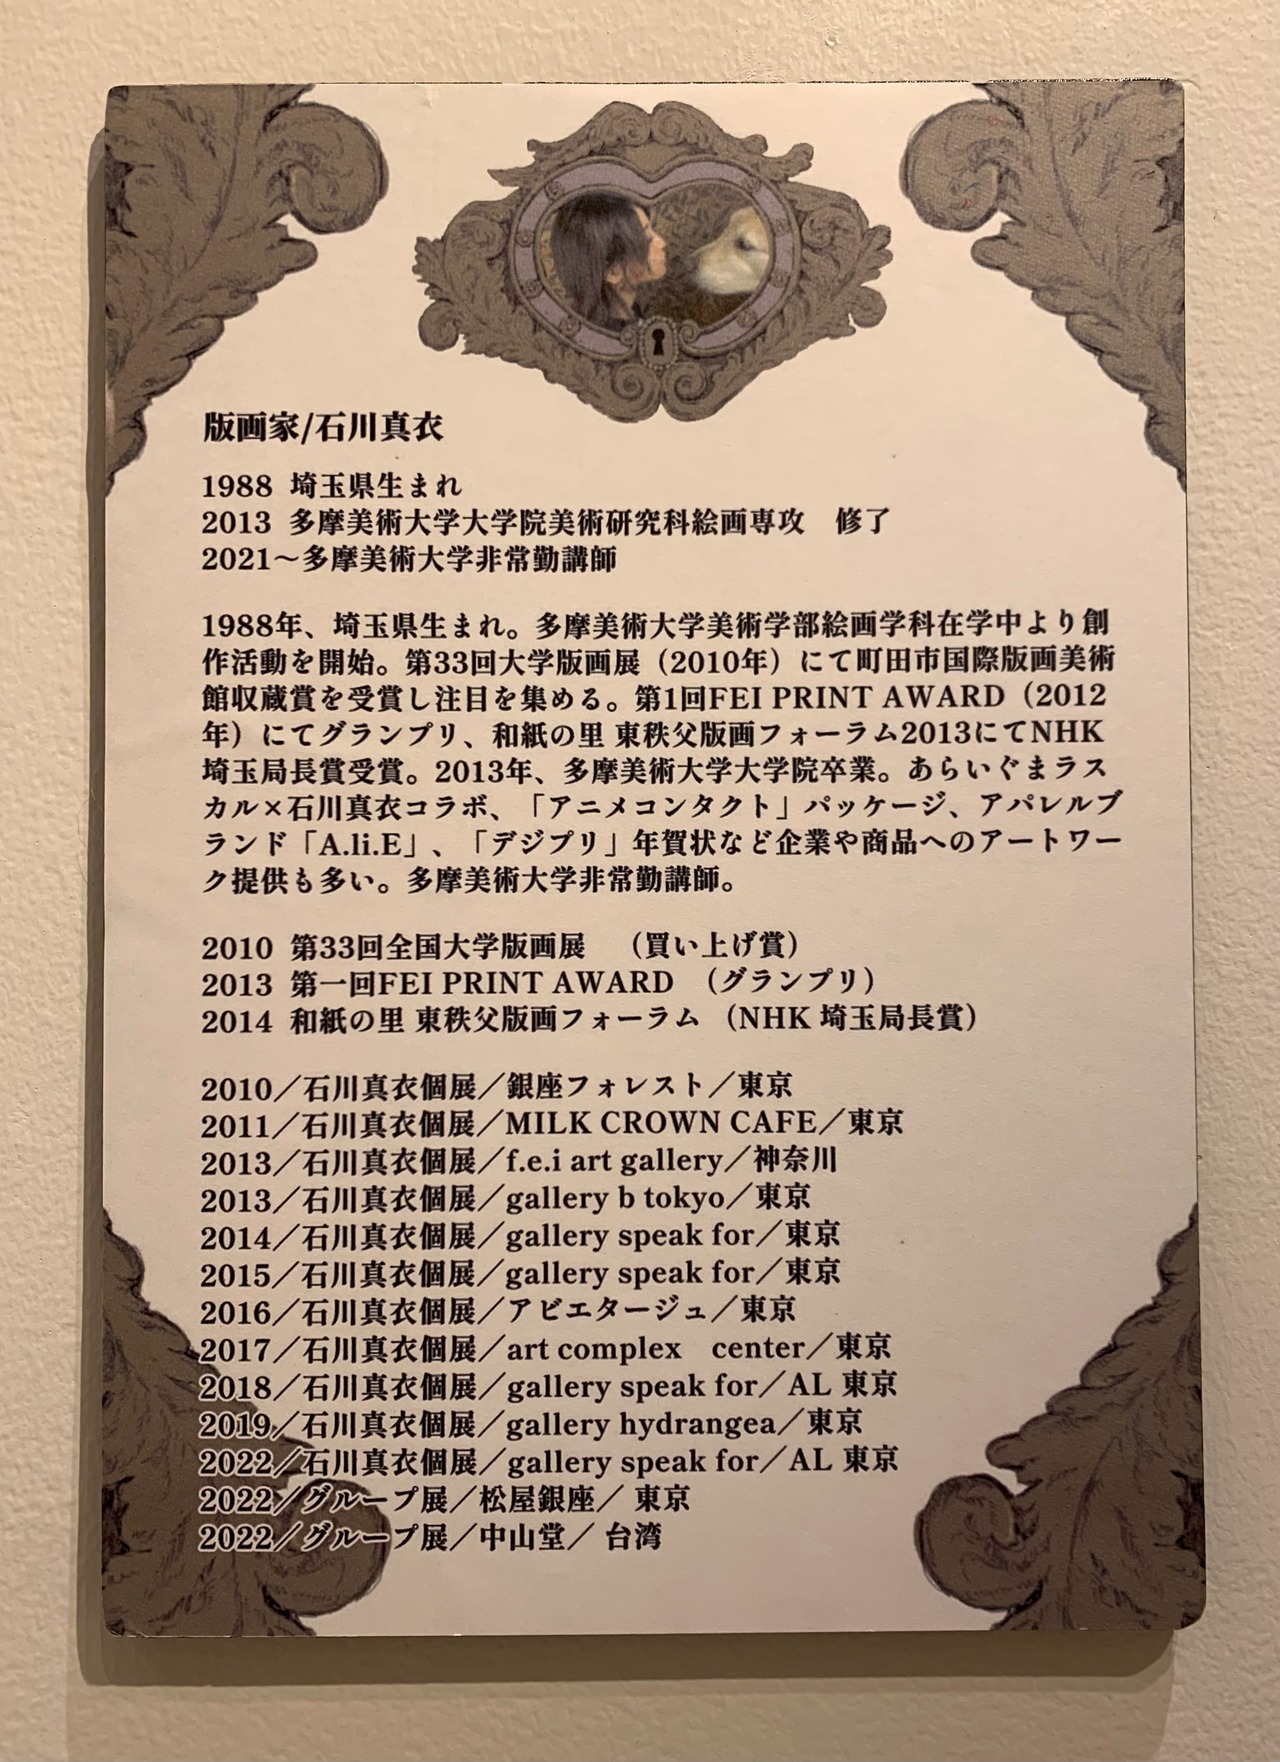 版画家/石川真衣
1988 埼玉県生まれ
2013 多摩美術大学大学院美術研究科絵画専攻　修了
2021～多摩美術大学非常勤講師
1988年、埼玉県生まれ。多摩美術大学美術学部絵画学科在学中より創
作活動を開始。第33回大学版画展（2010年）にて町田市国際版画美術
館収蔵賞を受賞し注目を集める。第1回FEI PRINT AWARD（2012
年）にてグランプリ、和紙の里 東秩父版画フォーラム2013にてNHK
埼玉局長賞受賞。2013年、多摩美術大学大学院卒業。あらいぐまラス
カル×石川真衣コラボ、「アニメコンタクト」パッケージ、アパレルブ
ランド「A.li.E」、「デジプリ」年賀状など企業や商品へのアートワー
ク提供も多い。多摩美術大学非常勤講師。
2010 第33回全国大学版画展　（買い上げ賞）
2013 第一回FEI PRINT AWARD （グランプリ）
2014 和紙の里 東秩父版画フォーラム （NHK 埼玉局長賞）
2010／石川真衣個展／銀座フォレスト／東京
2011／石川真衣個展／MILK CROWN CAFE／東京
2013／石川真衣個展／f.e.i art gallery／神奈川
2013／石川真衣個展／gallery b tokyo／東京
2014／石川真衣個展／gallery speak for／東京
2015／石川真衣個展／gallery speak for／東京
2016／石川真衣個展／アビエタージュ／東京
2017／石川真衣個展／art complex　center／東京
2018／石川真衣個展／gallery speak for／AL 東京
2019／石川真衣個展／gallery hydrangea／東京
2022／石川真衣個展／gallery speak for／AL 東京
2022／グループ展／松屋銀座／ 東京
2022／グループ展／中山堂／ 台湾